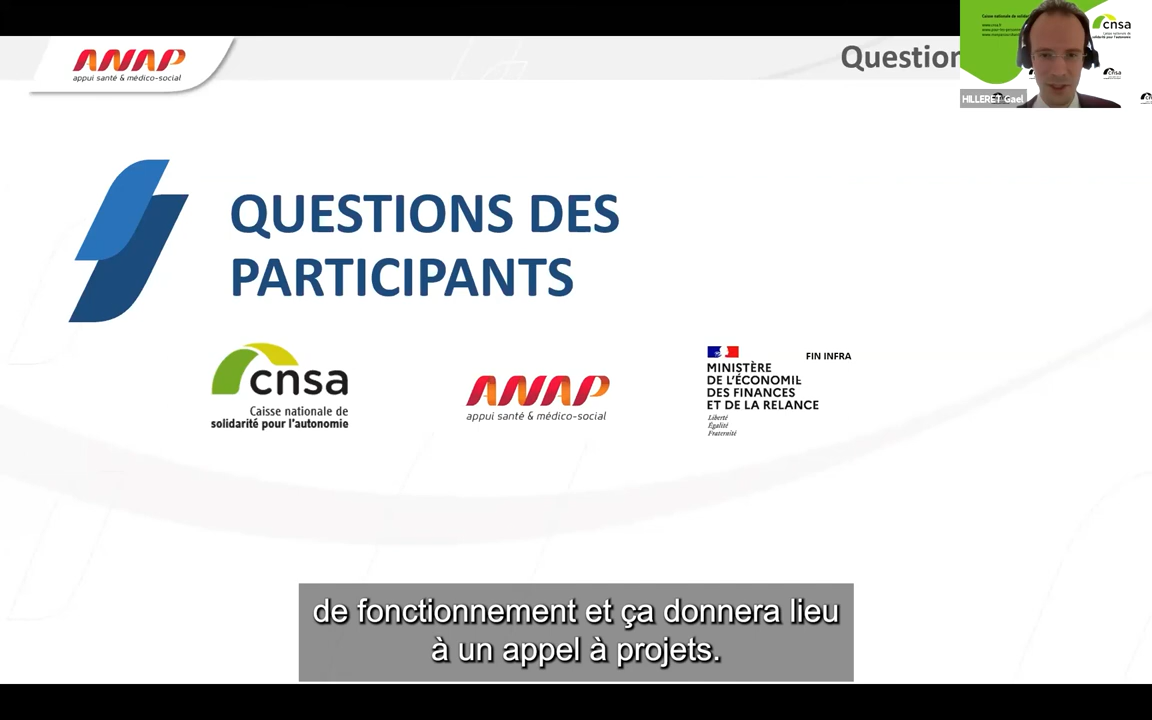 ANAP
appui santé & médico-social
Question
cnsa
HILLERET Gael
QUESTIONS DES
PARTICIPANTS
cnsa
Caisse nationale de
solidarité pour l'autonomie
ANAP
appui santé & médico-social
FIN INFRA
MINISTÈRE
DE L'ÉCONOMIE
DES FINANCES
ET DE LA RELANCE
Liberté
Égalité
Fraternité
de fonctionnement et ça donnera lieu
à un appel à projets.